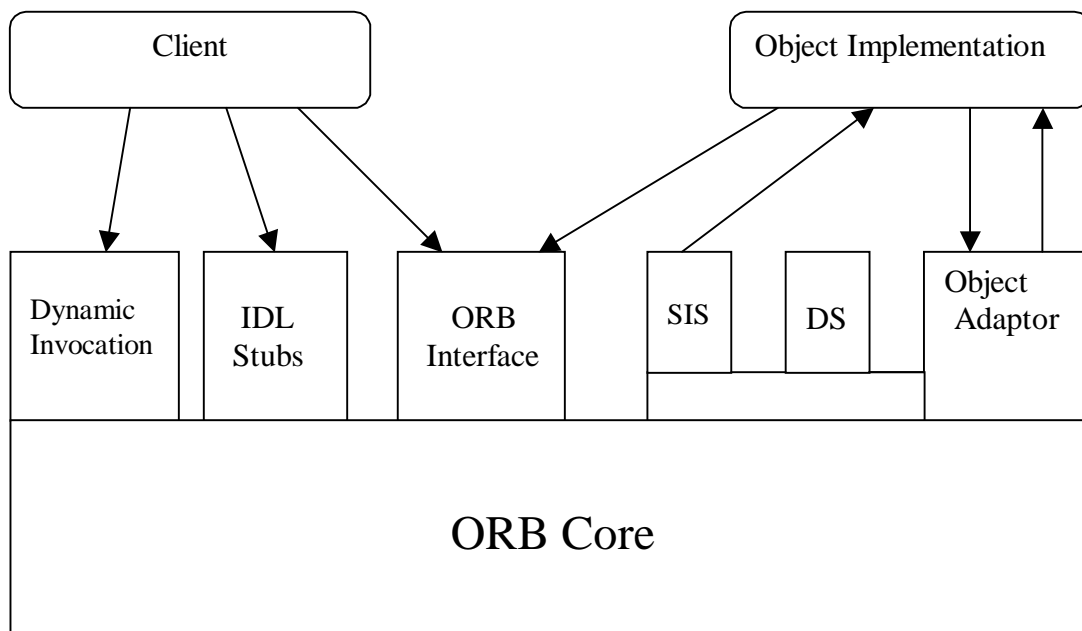 Client
Object Implementation
Dynamic
Invocation
IDL
Stubs
ORB
Interface
SIS
DS
Object
Adaptor
ORB Core